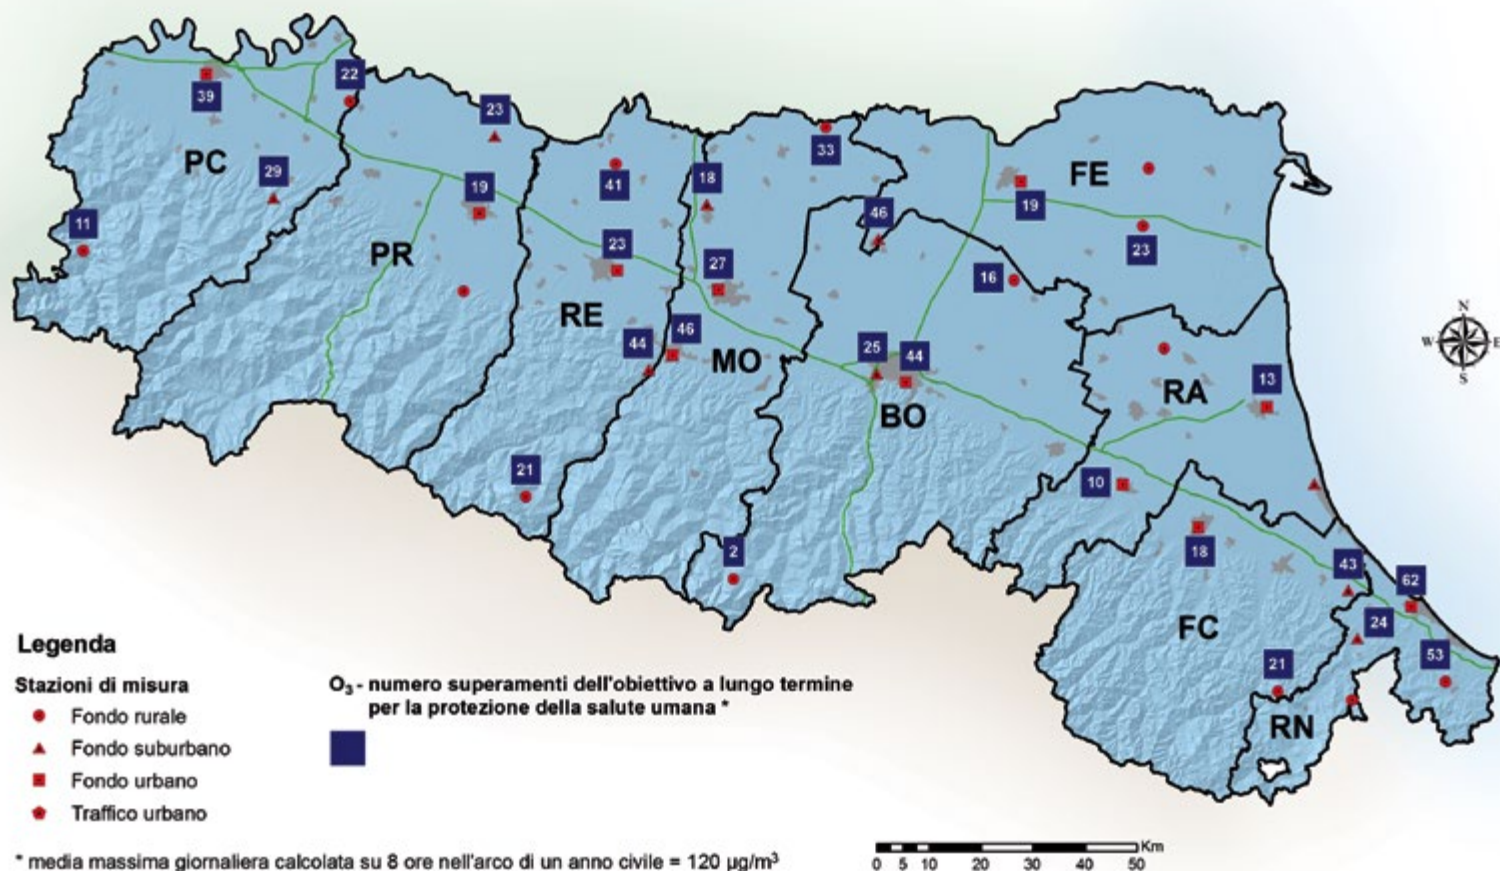 22
39
23
PC
29
19
11
PR
41
18
33
23
RE
27
46
FE
19
23
16
44
46
MO
25
44
BO
RA
13
N
W
E
S
21
2
10
18
FC
43
62
24
53
21
RN
Legenda
Stazioni di misura
Fondo rurale
Fondo suburbano
Fondo urbano
Traffico urbano
O₃ - numero superamenti dell'obiettivo a lungo termine
per la protezione della salute umana *
* media massima giornaliera calcolata su 8 ore nell'arco di un anno civile = 120 µg/m³
0 5 10 20 30 40 50 Km